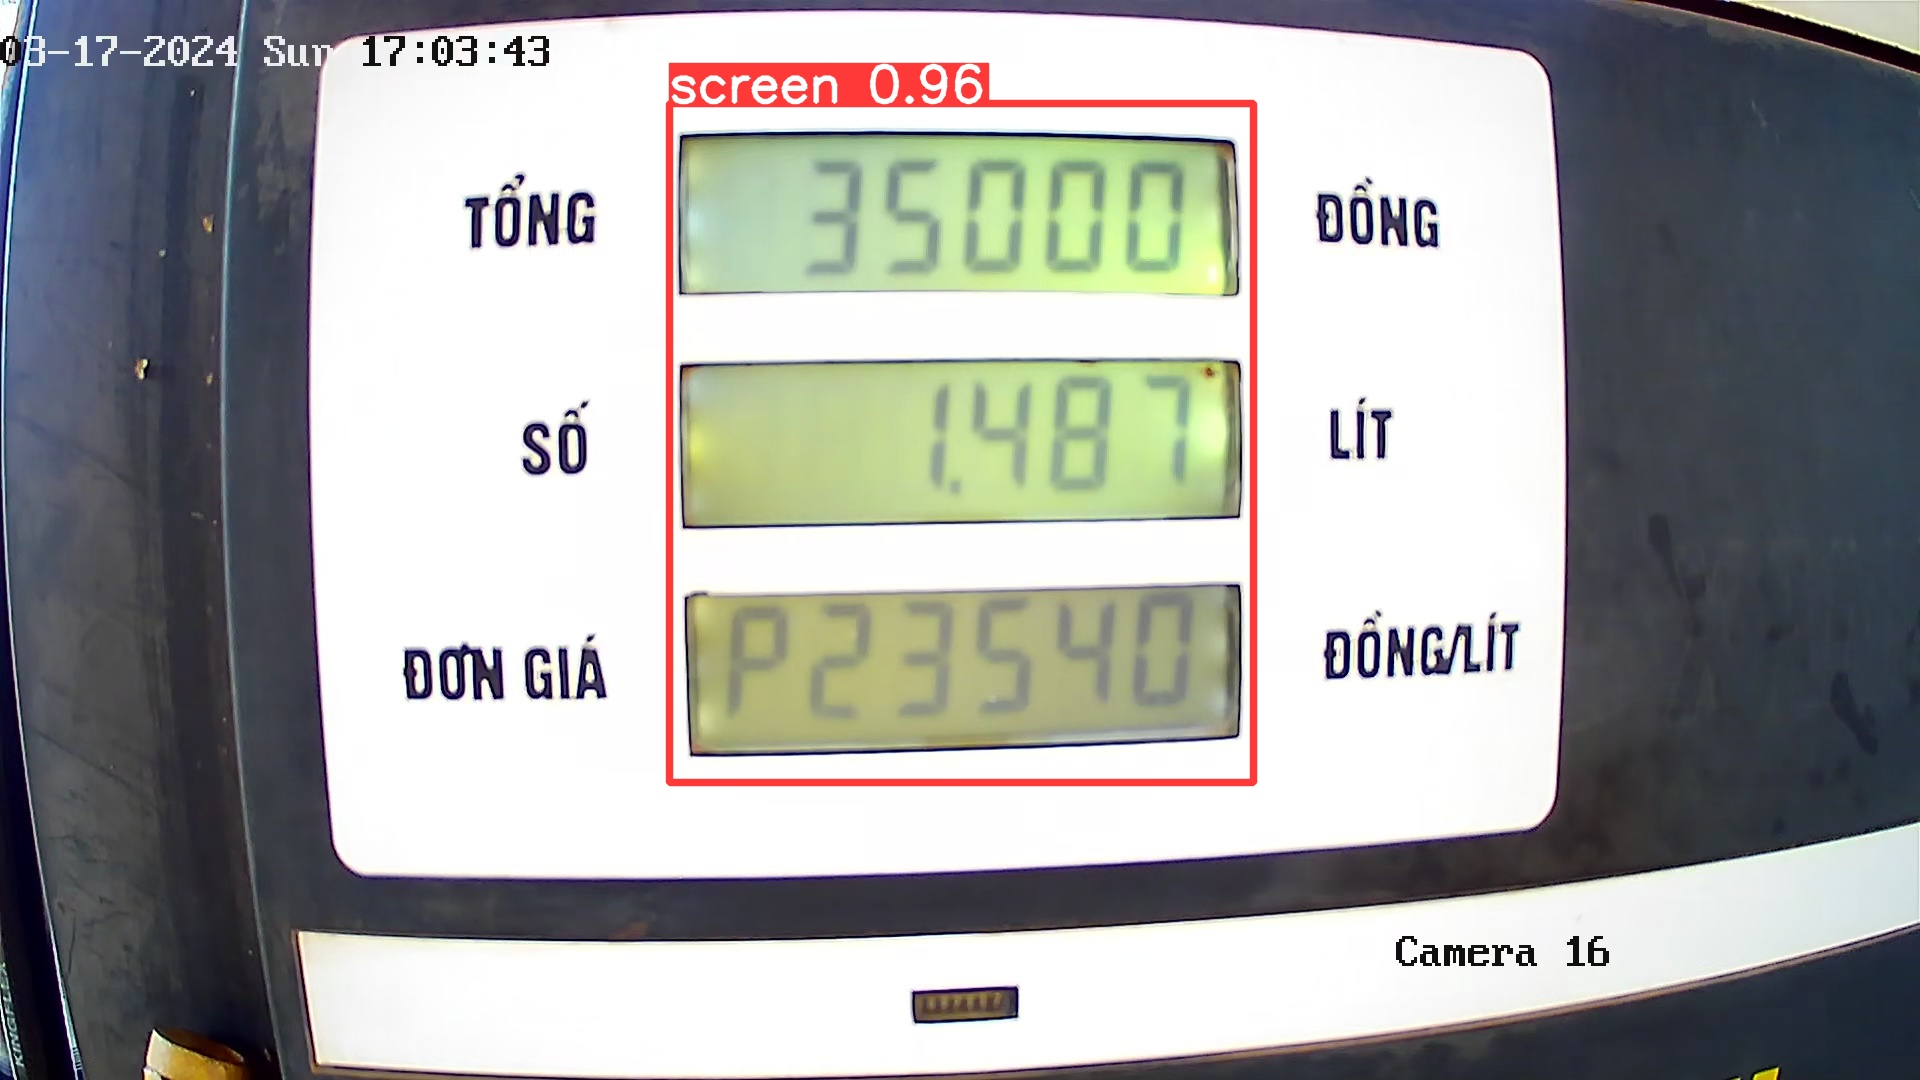 03-17-2024 Sun 17:03:43
screen 0.96
TỔNG 35000 ĐỒNG
SỐ 1.487 LÍT
ĐƠN GIÁ P23540 ĐỒNG/LÍT
Camera 16